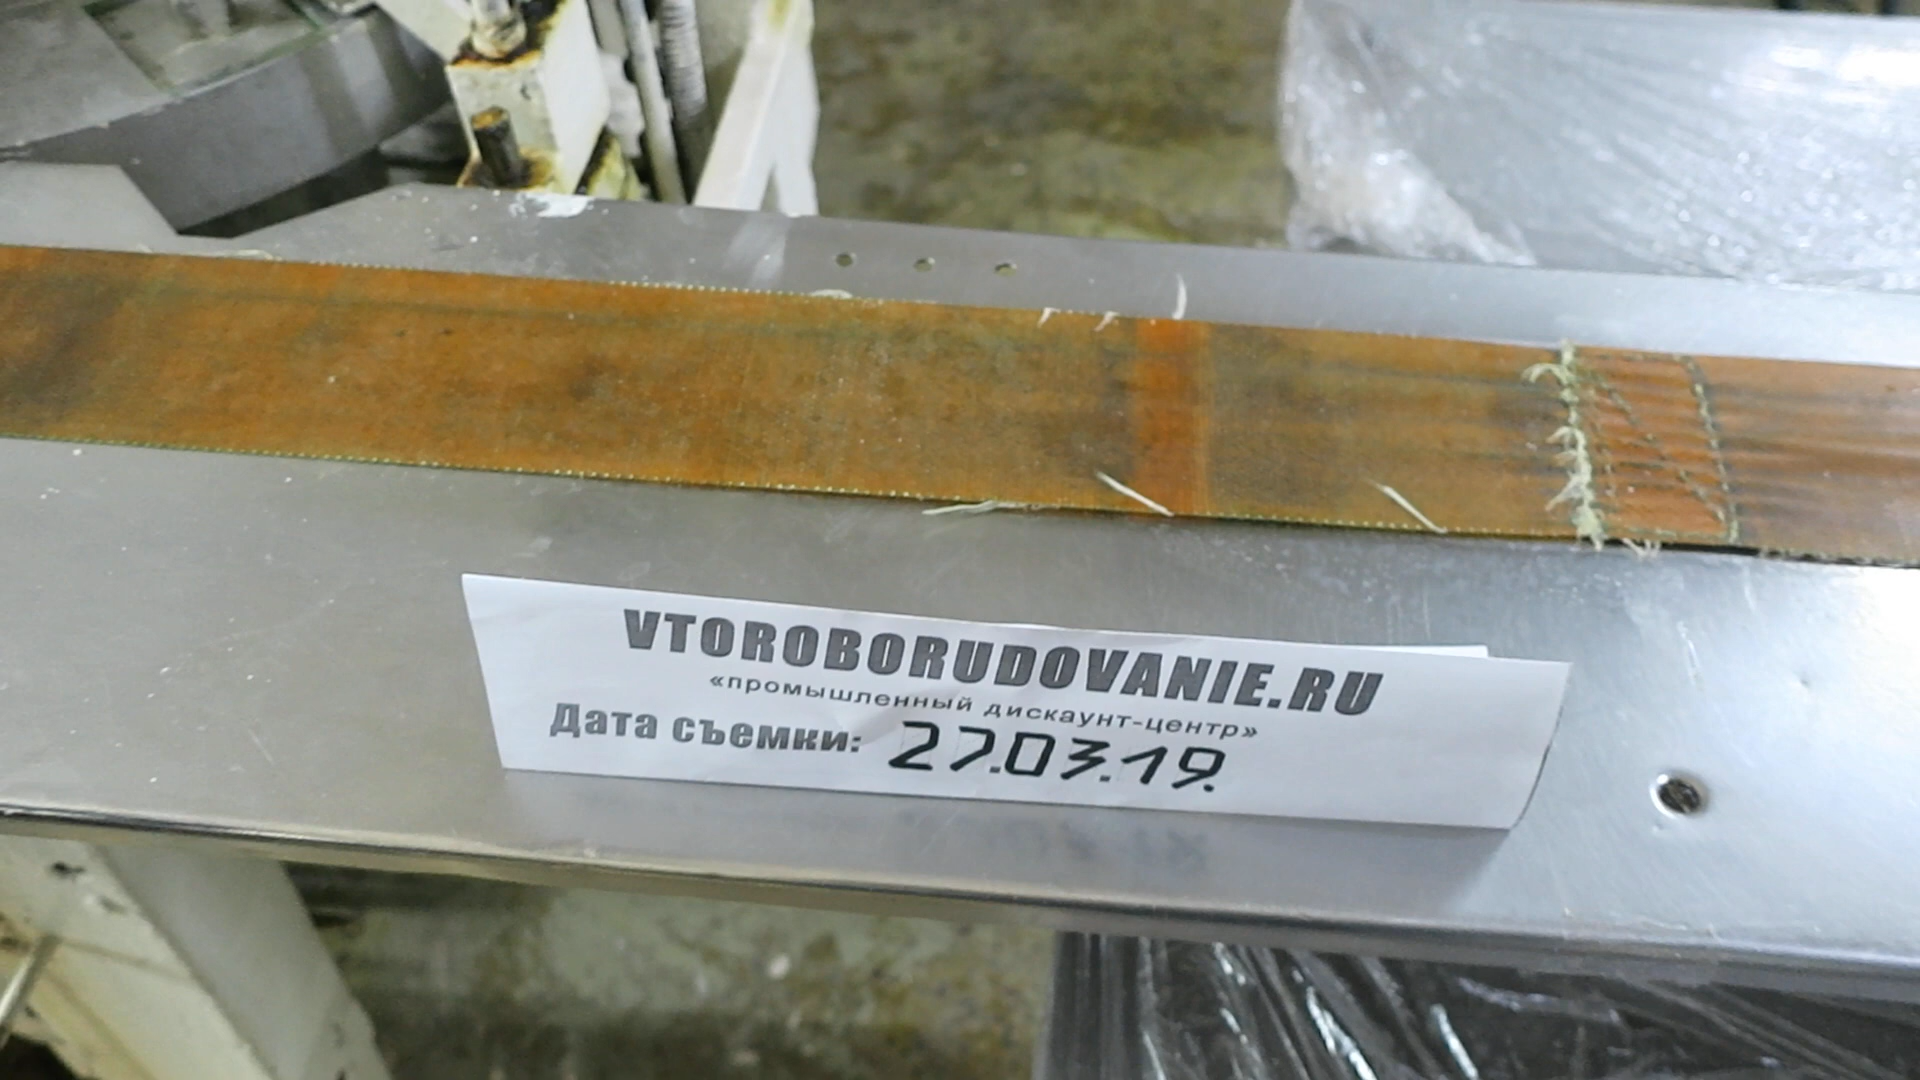 VTOROBORUDOVANIE.RU
«промышленный дискаунт-центр»
Дата съемки: 27.03.19.